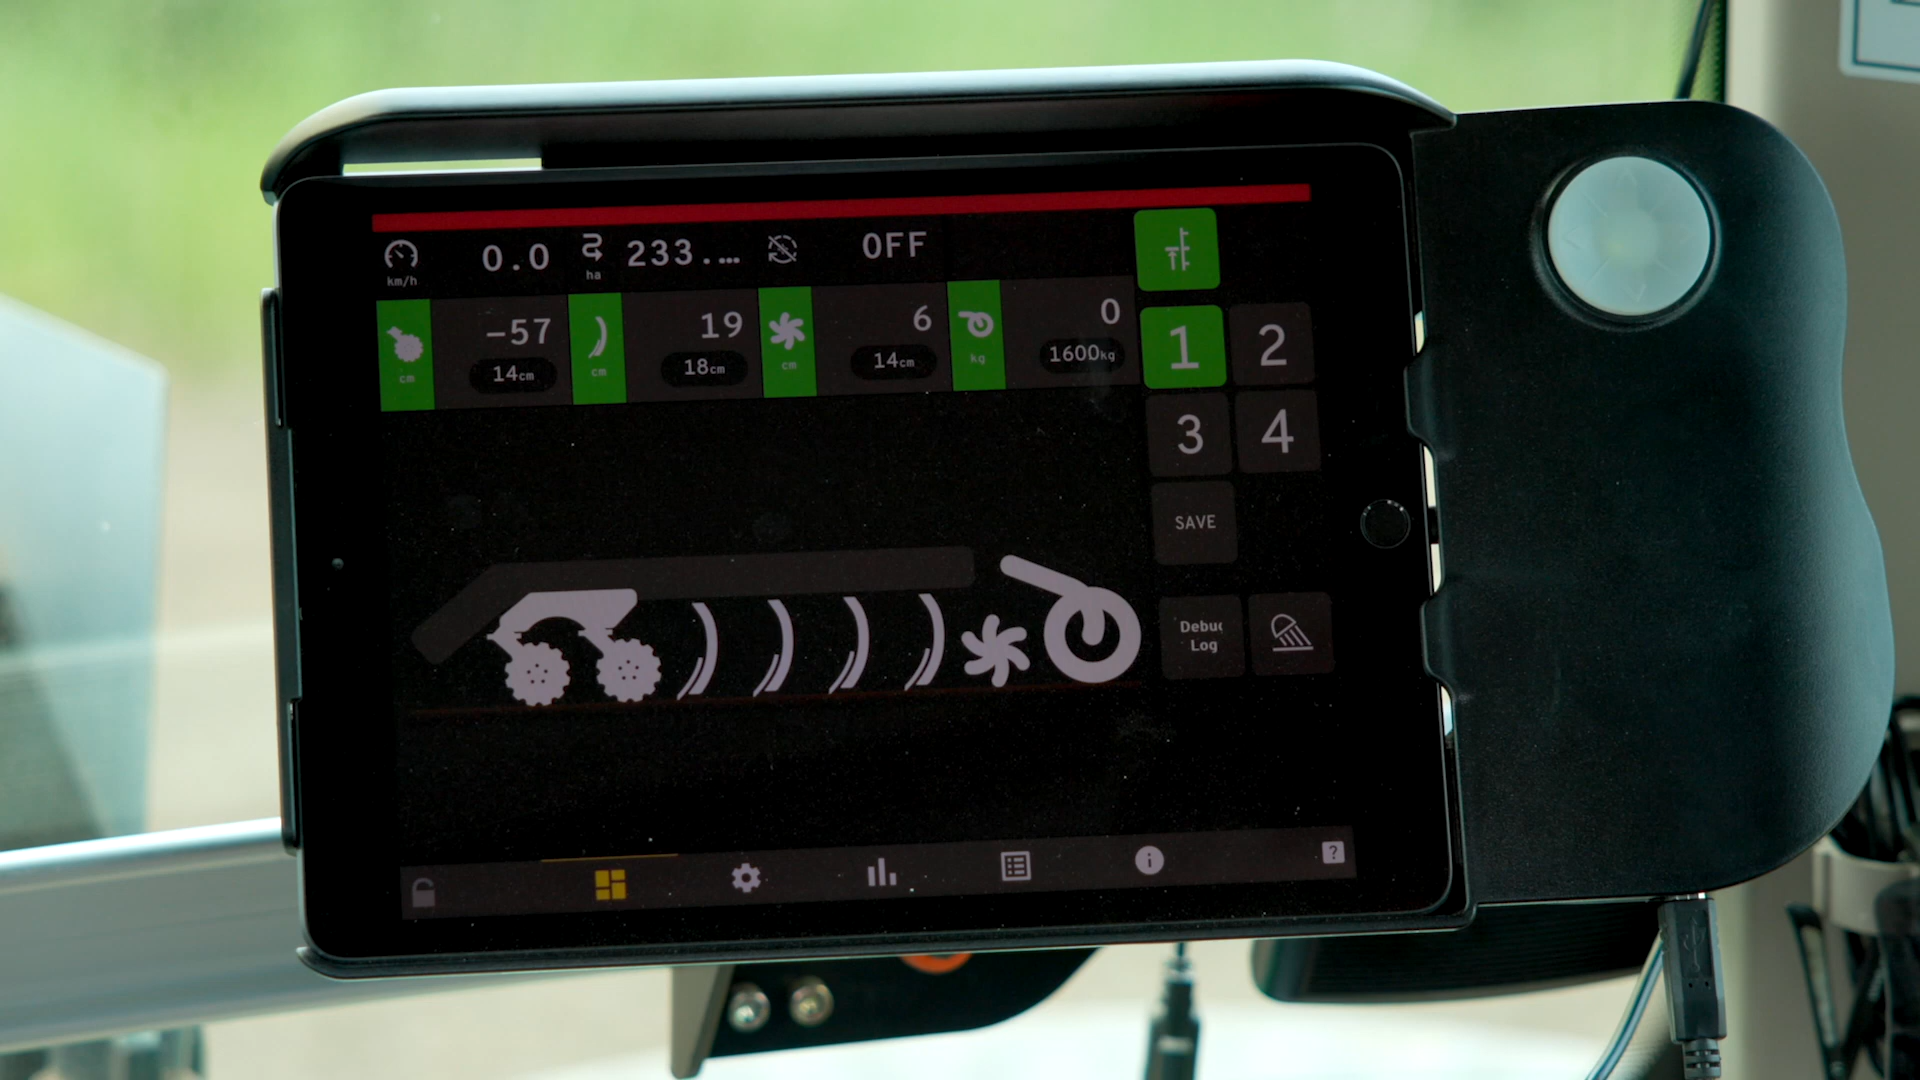 0.0 233.… OFF
km/h ha
-57 19 6 0
14cm 18cm 14cm 1600kg
cm cm cm kg
1 2
3 4
SAVE
Debug
Log
i ?